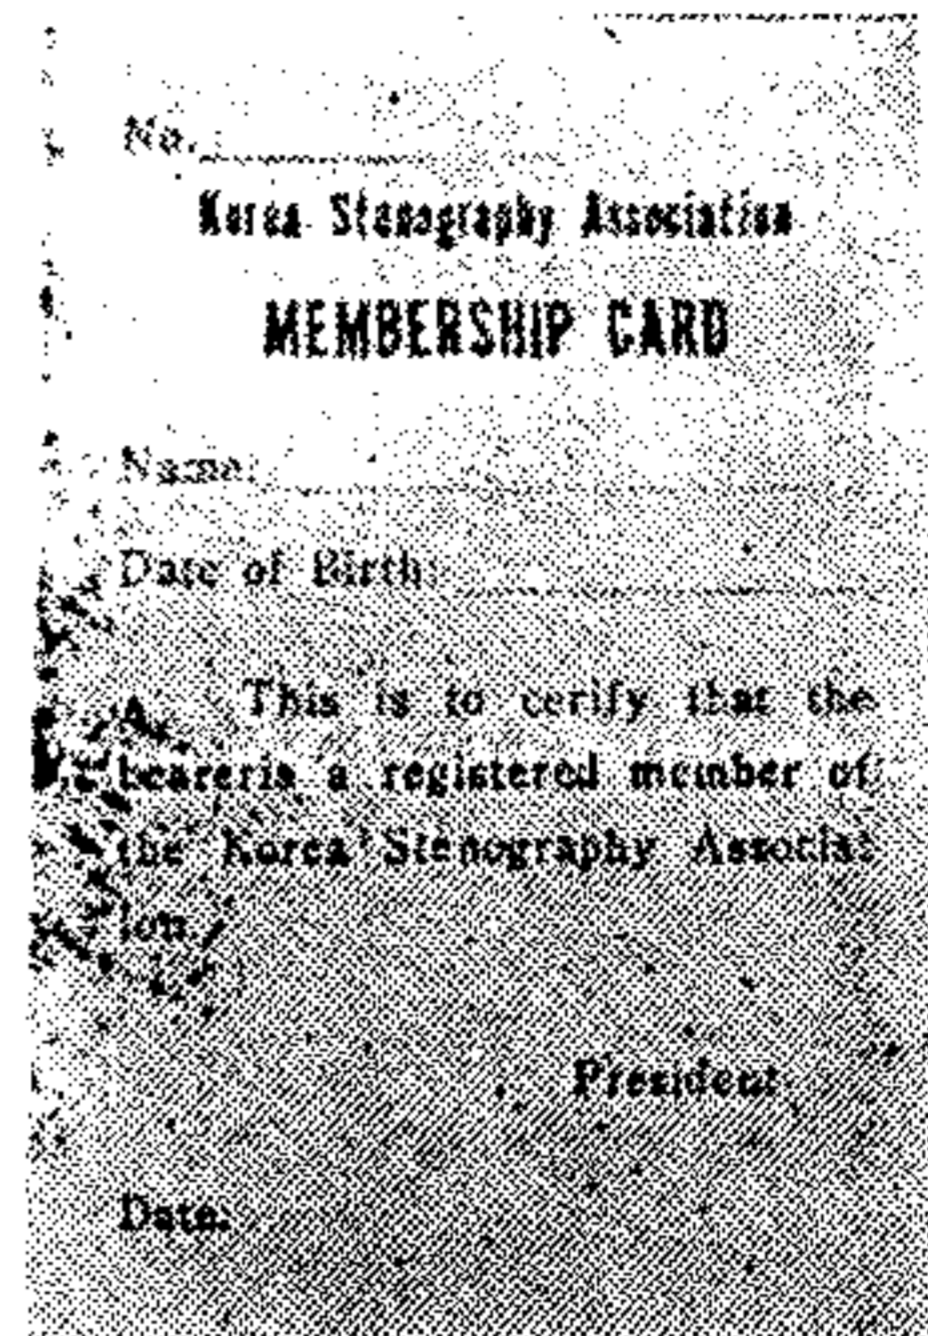 No.
Korea Stenography Association
MEMBERSHIP CARD
Name:
Date of Birth:
This is to cerify that the
beareris a registered member of
the Korea Stenography Associat
ion.
President
Date: